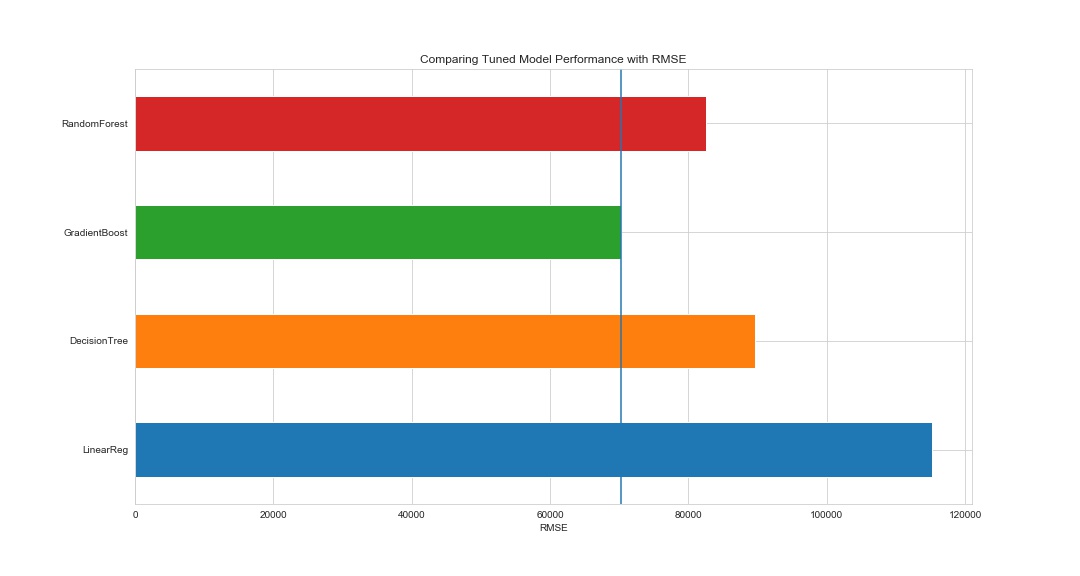 Comparing Tuned Model Performance with RMSE
RandomForest
GradientBoost
DecisionTree
LinearReg
0 20000 40000 60000 80000 100000 120000
RMSE